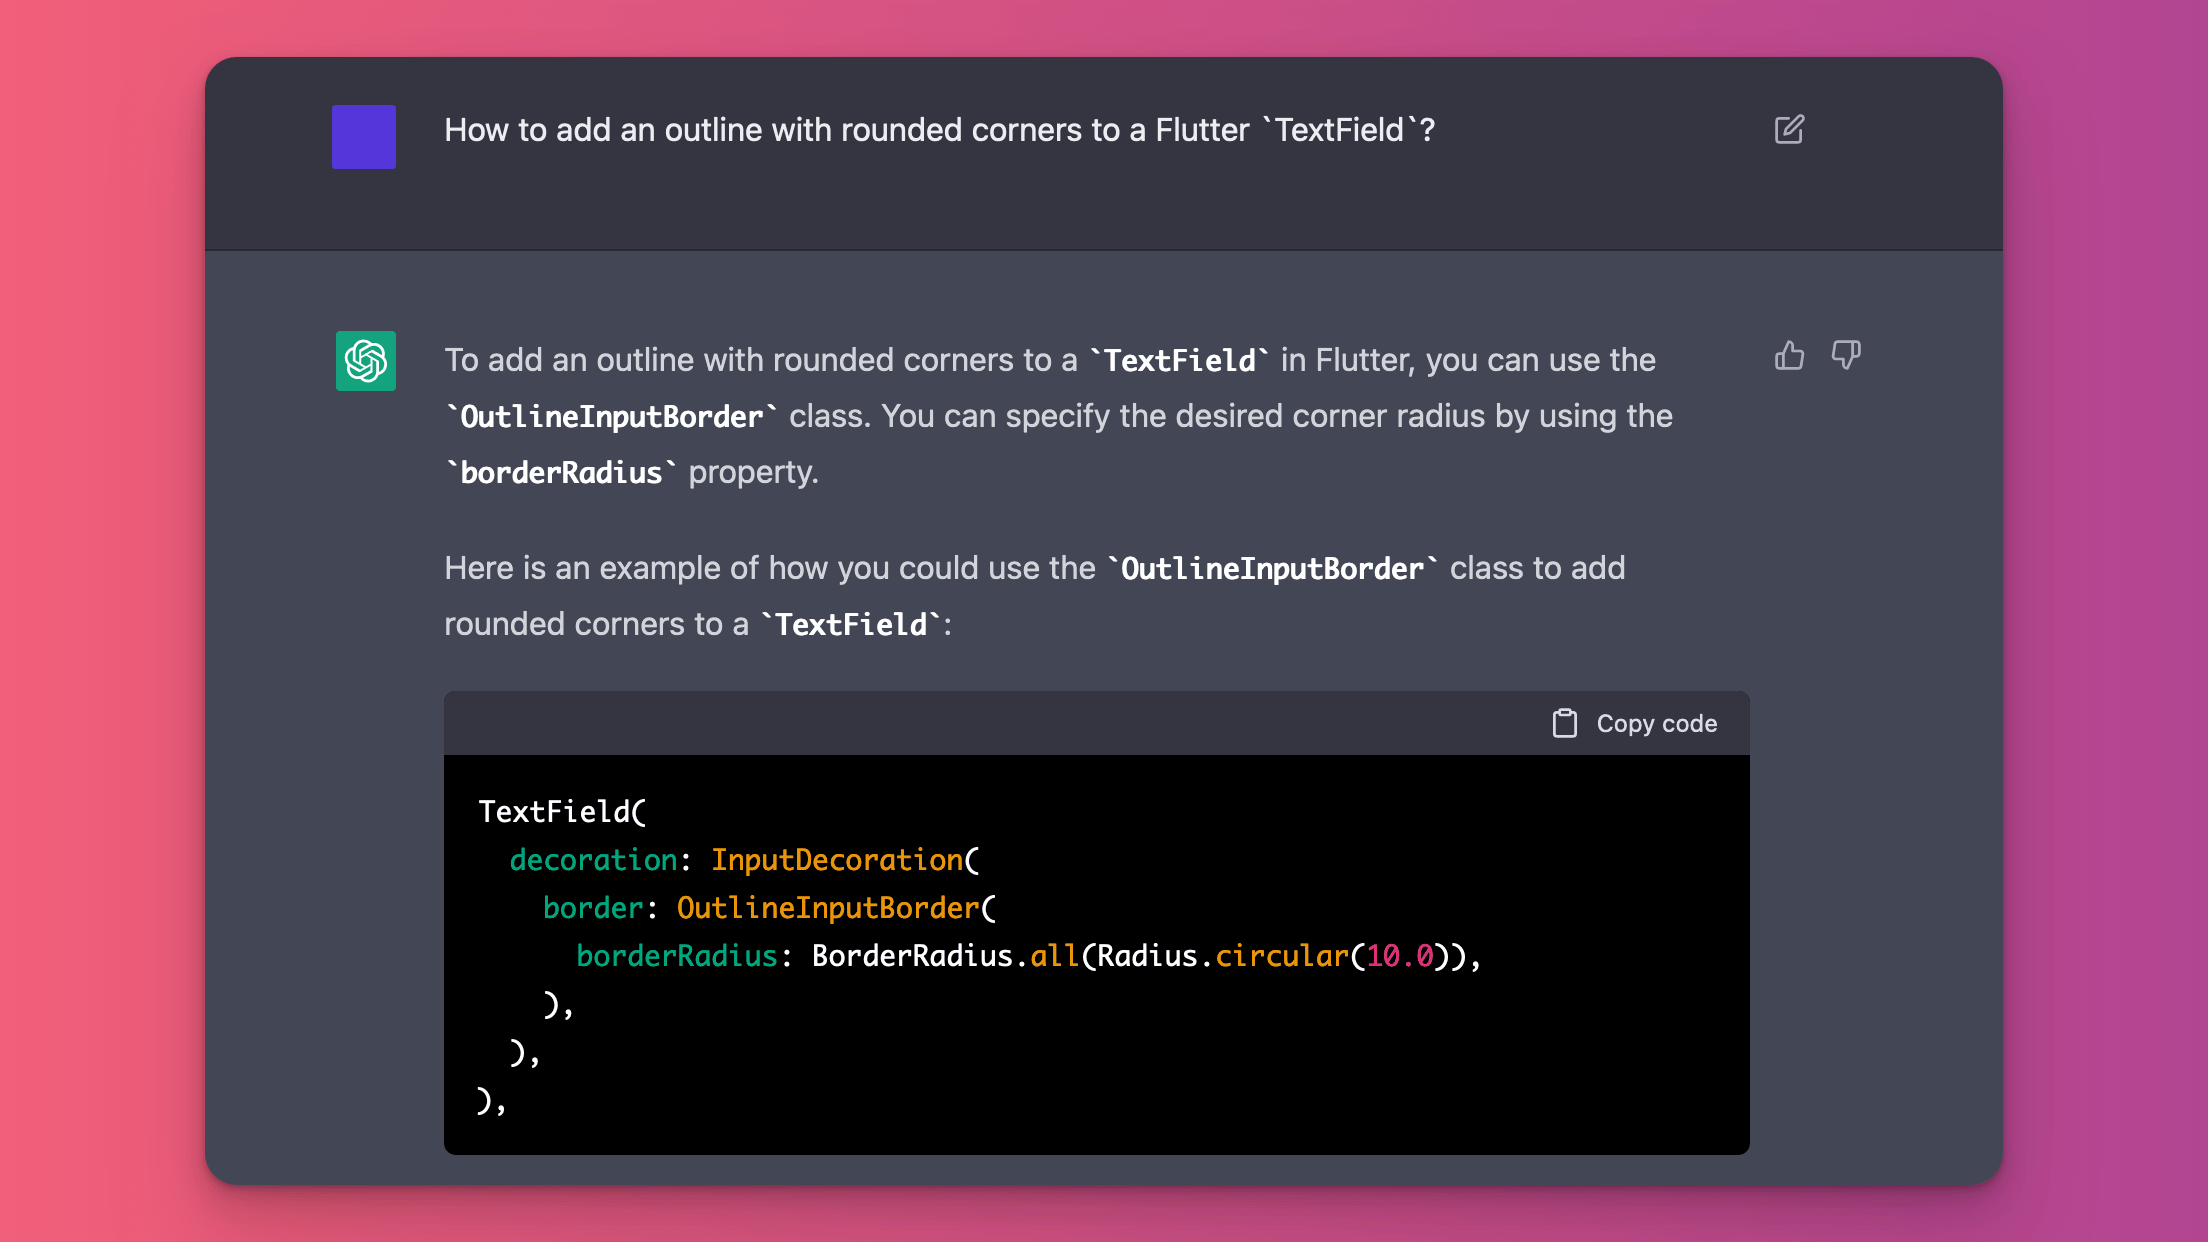 How to add an outline with rounded corners to a Flutter `TextField`?
To add an outline with rounded corners to a `TextField` in Flutter, you can use the
`OutlineInputBorder` class. You can specify the desired corner radius by using the
`borderRadius` property.
Here is an example of how you could use the `OutlineInputBorder` class to add
rounded corners to a `TextField`:
Copy code
TextField(
  decoration: InputDecoration(
    border: OutlineInputBorder(
      borderRadius: BorderRadius.all(Radius.circular(10.0)),
    ),
  ),
),